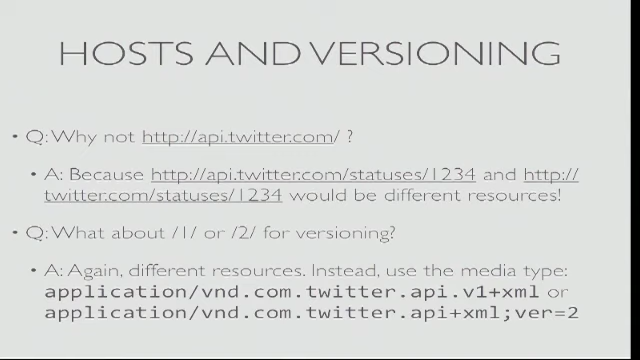 HOSTS AND VERSIONING
• Q: Why not http://api.twitter.com/ ?
• A: Because http://api.twitter.com/statuses/1234 and http://
twitter.com/statuses/1234 would be different resources!
• Q: What about /1/ or /2/ for versioning?
• A: Again, different resources. Instead, use the media type:
application/vnd.com.twitter.api.v1+xml or
application/vnd.com.twitter.api+xml;ver=2